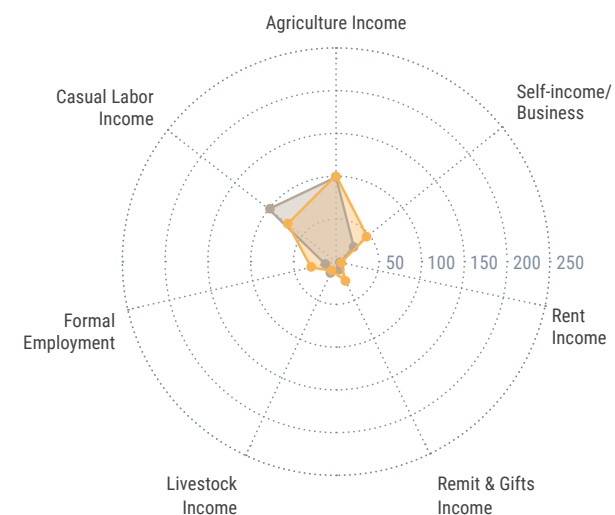 Agriculture Income
Self-income/
Business
Casual Labor
Income
50 100 150 200 250
Rent
Income
Formal
Employment
Livestock
Income
Remit & Gifts
Income